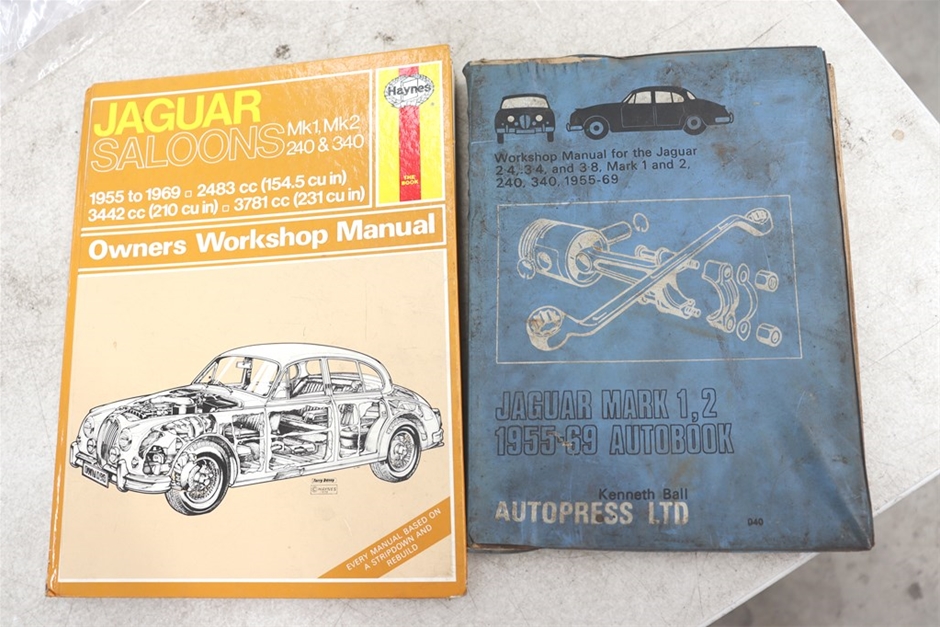 JAGUAR
SALOONS
Mk1, Mk2
240 & 340
1955 to 1969 □ 2483 cc (154.5 cu in)
3442 cc (210 cu in) □ 3781 cc (231 cu in)
Haynes
THE
BOOK
Owners Workshop Manual
EVERY MANUAL BASED ON
A STRIPDOWN AND
REBUILD
Workshop Manual for the Jaguar
2·4, 3·4, and 3·8, Mark 1 and 2,
240, 340, 1955-69
JAGUAR MARK 1, 2
1955-69 AUTOBOOK
Kenneth Ball
AUTOPRESS LTD